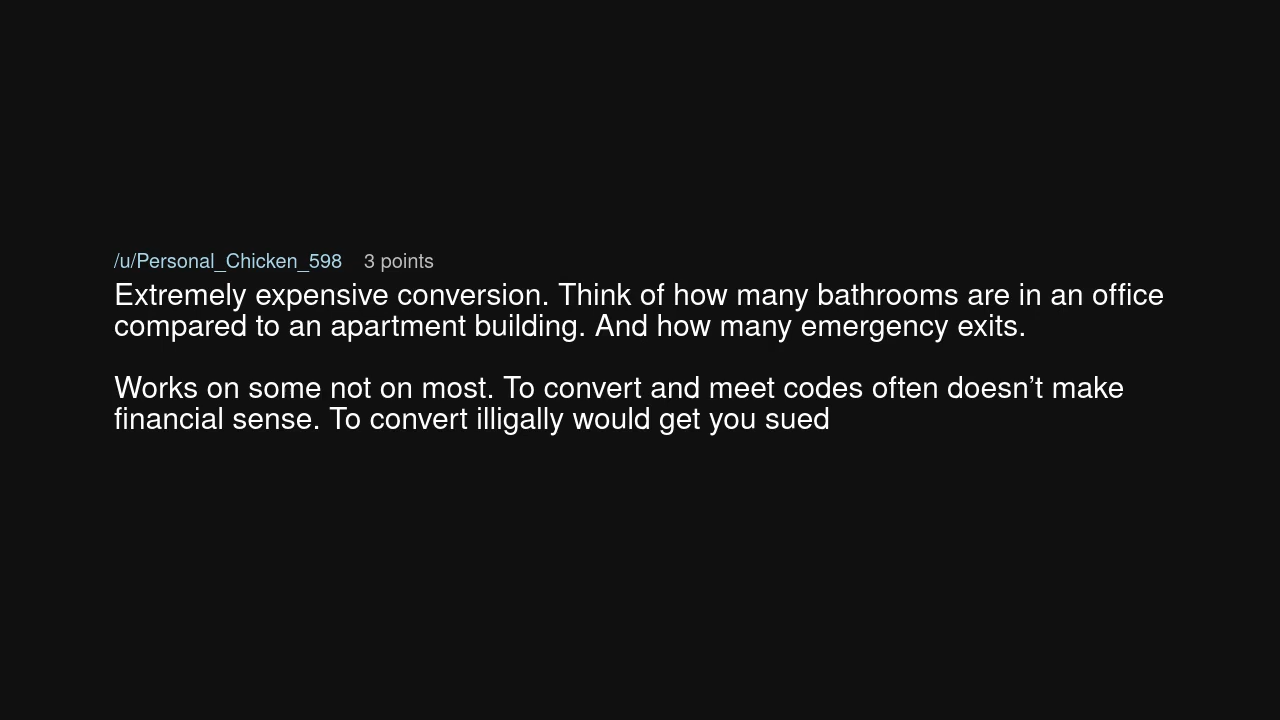 /u/Personal_Chicken_598 3 points
Extremely expensive conversion. Think of how many bathrooms are in an office
compared to an apartment building. And how many emergency exits.
Works on some not on most. To convert and meet codes often doesn’t make
financial sense. To convert illigally would get you sued